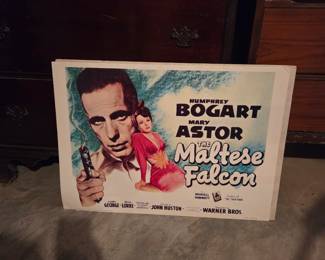 HUMPHREY
BOGART
MARY
ASTOR
THE
Maltese
Falcon
GEORGE LORRE
JOHN HUSTON
WARNER BROS